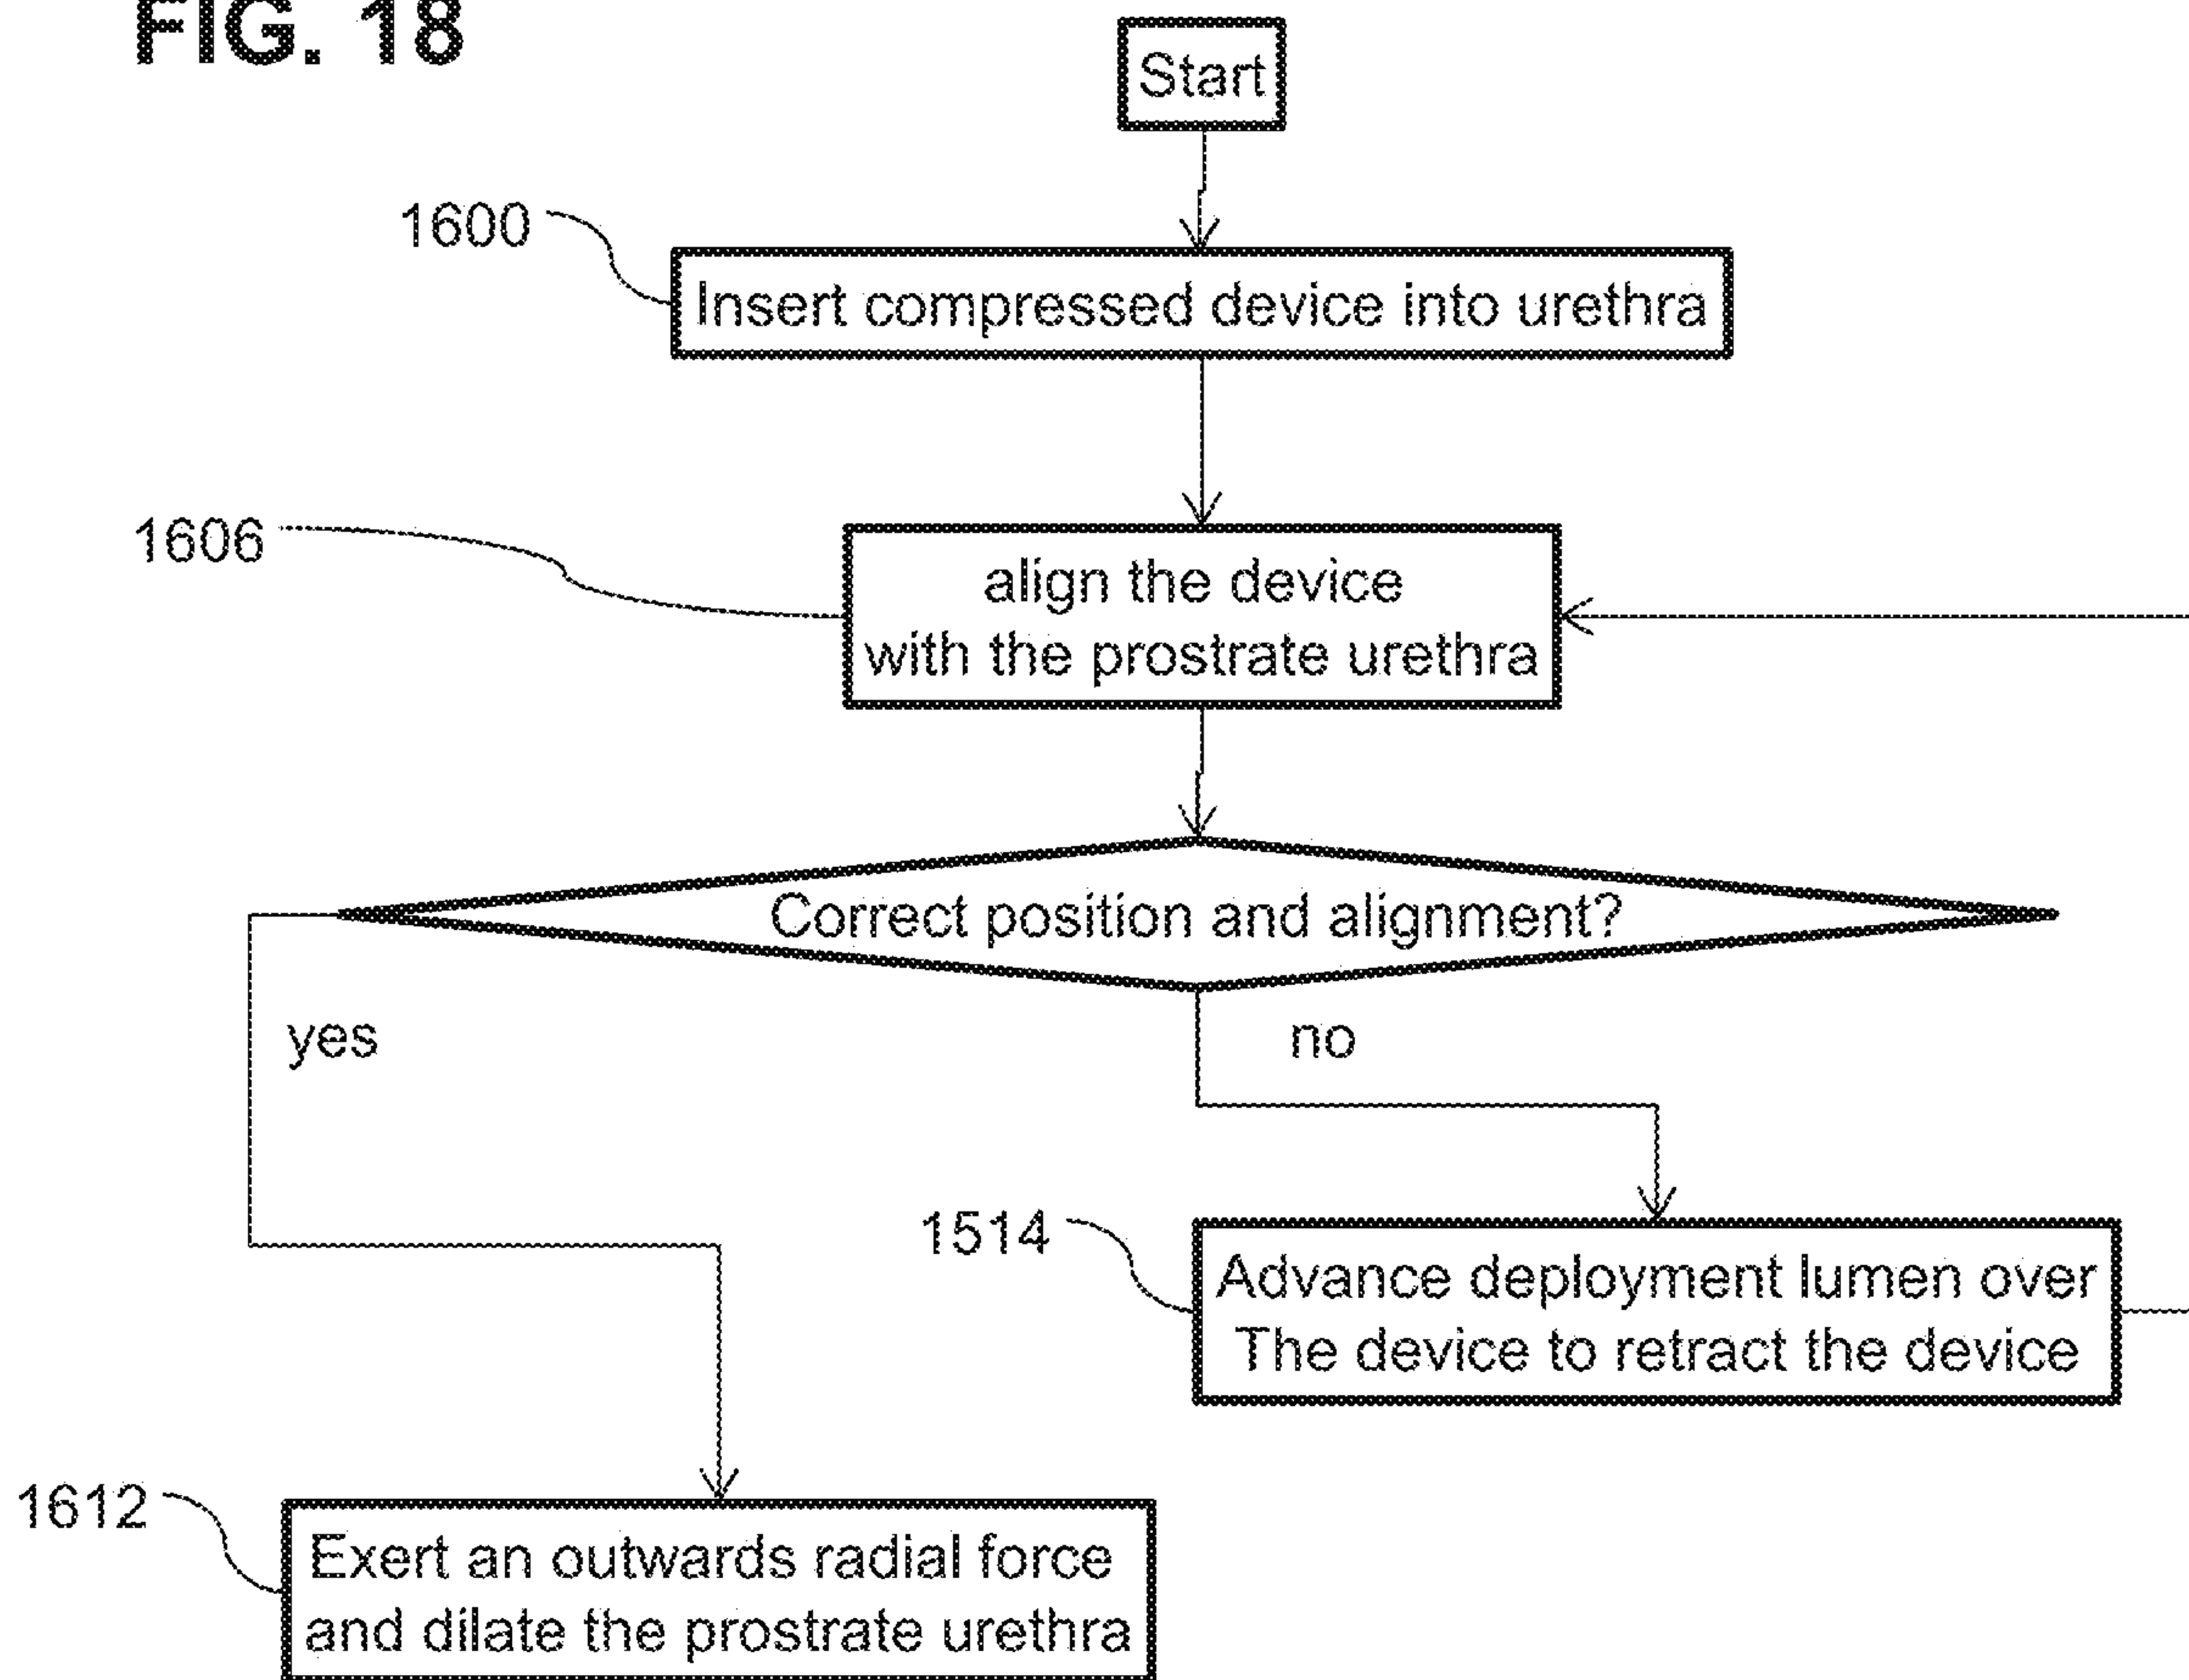 FIG. 18
Start
1600
Insert compressed device into urethra
1606
align the device
with the prostrate urethra
Correct position and alignment?
yes
no
1514
Advance deployment lumen over
The device to retract the device
1612
Exert an outwards radial force
and dilate the prostrate urethra